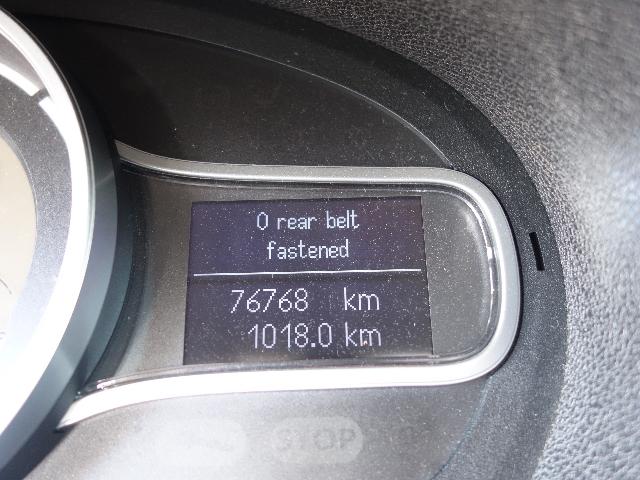 0 rear belt
fastened
76768 km
1018.0 km
STOP